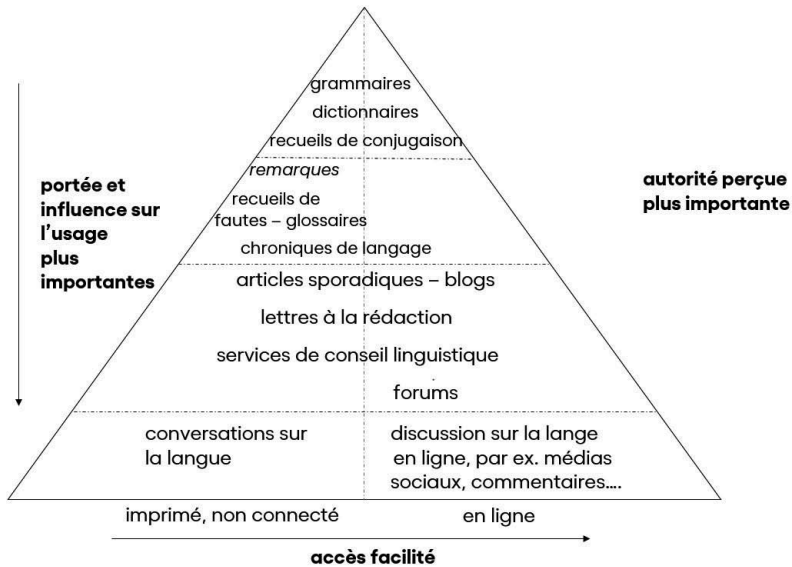 grammaires
dictionnaires
recueils de conjugaison
remarques
recueils de
fautes – glossaires
chroniques de langage
articles sporadiques – blogs
lettres à la rédaction
services de conseil linguistique
forums
conversations sur
la langue
discussion sur la lange
en ligne, par ex. médias
sociaux, commentaires....
portée et
influence sur
l’usage
plus
importantes
autorité perçue
plus importante
imprimé, non connecté
en ligne
accès facilité